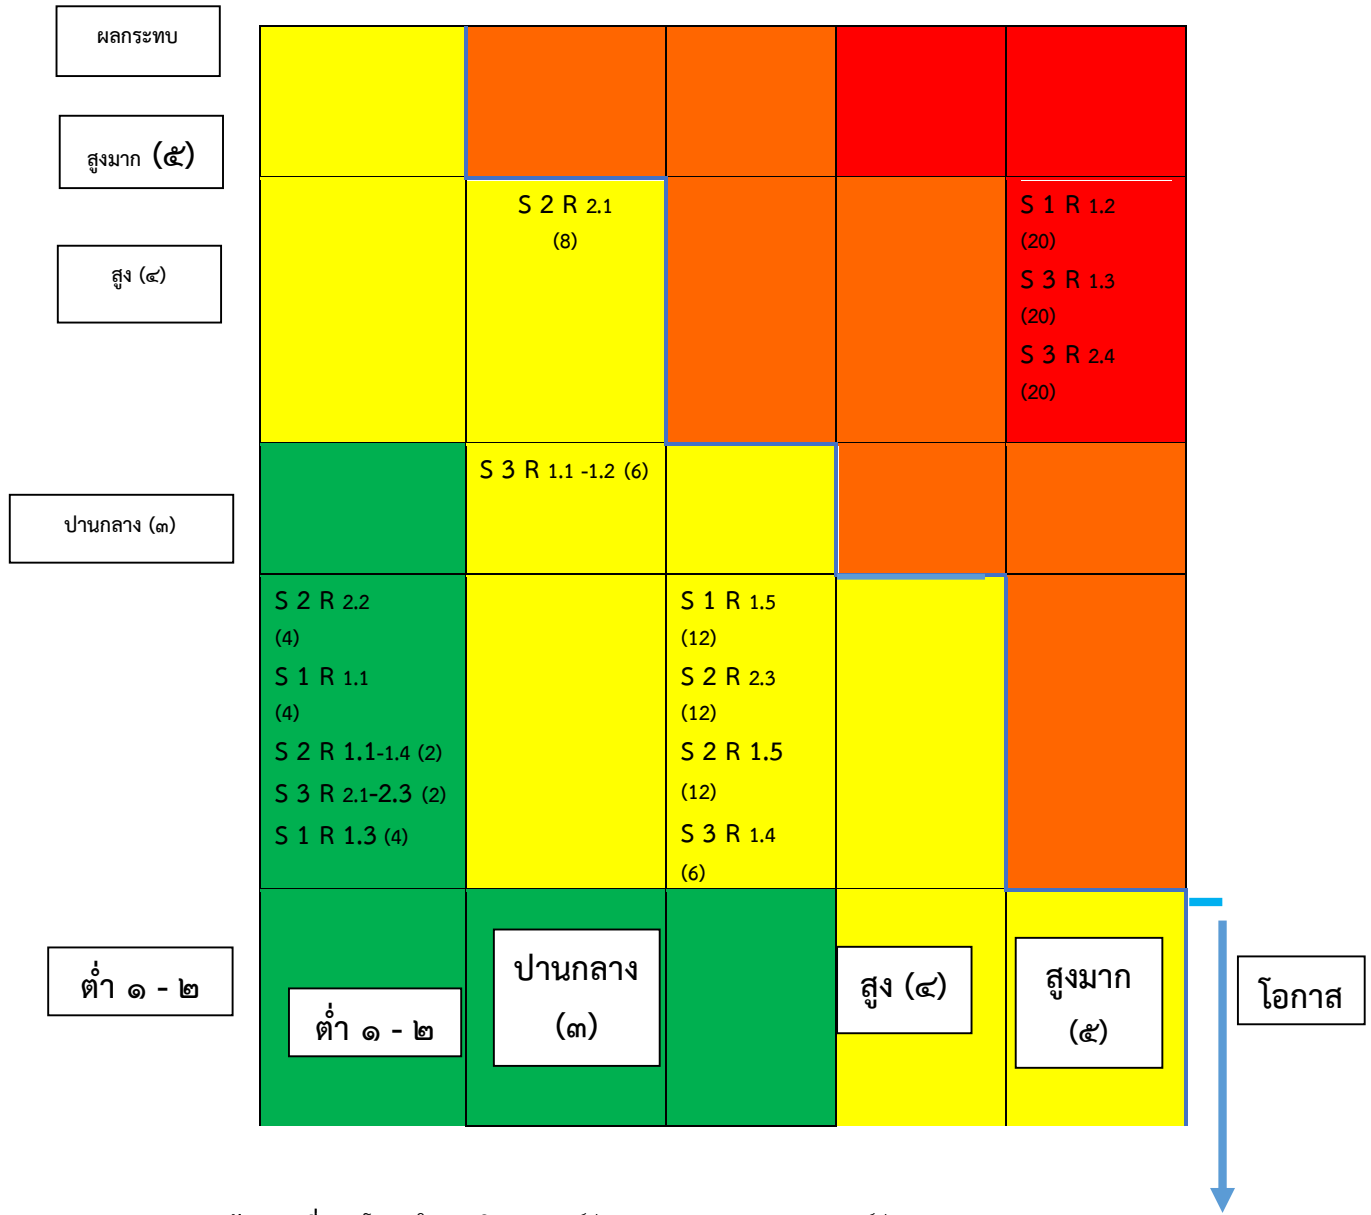 ผลกระทบ
สูงมาก (๕)
สูง (๔)
S 2 R 2.1
(8)
S 1 R 1.2
(20)
S 3 R 1.3
(20)
S 3 R 2.4
(20)
ปานกลาง (๓)
S 3 R 1.1 -1.2 (6)
S 2 R 2.2
(4)
S 1 R 1.1
(4)
S 2 R 1.1-1.4 (2)
S 3 R 2.1-2.3 (2)
S 1 R 1.3 (4)
S 1 R 1.5
(12)
S 2 R 2.3
(12)
S 2 R 1.5
(12)
S 3 R 1.4
(6)
ต่ำ ๑ - ๒
ต่ำ ๑ - ๒
ปานกลาง
(๓)
สูง (๔)
สูงมาก
(๕)
โอกาส